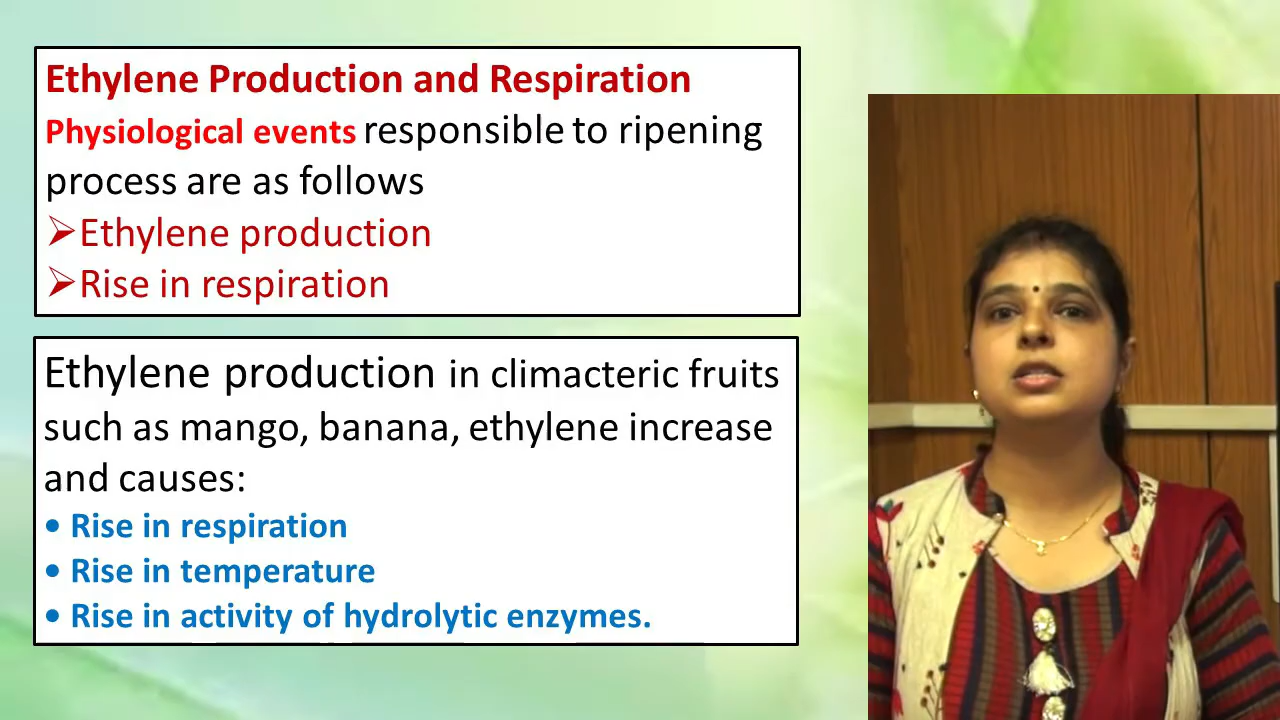 Ethylene Production and Respiration
Physiological events responsible to ripening
process are as follows
➢Ethylene production
➢Rise in respiration
Ethylene production in climacteric fruits
such as mango, banana, ethylene increase
and causes:
• Rise in respiration
• Rise in temperature
• Rise in activity of hydrolytic enzymes.